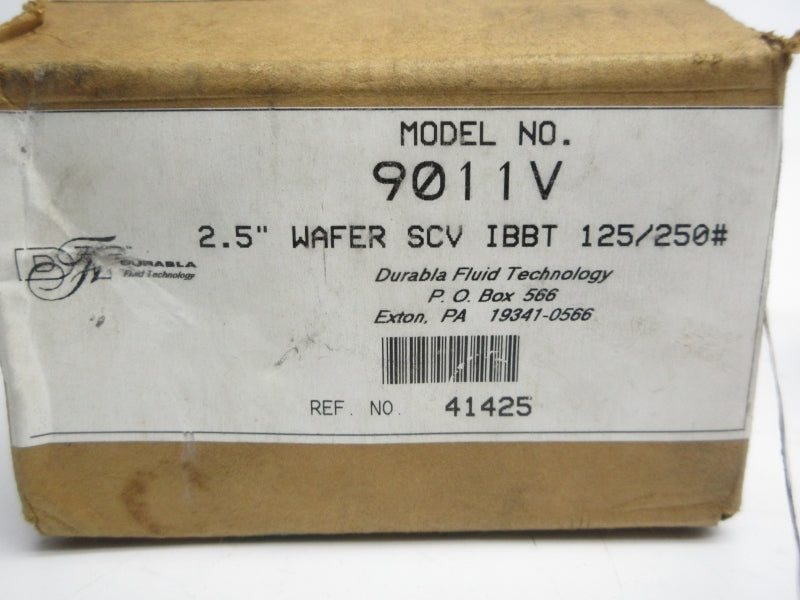 MODEL NO.
9011V
2.5" WAFER SCV IBBT 125/250#
DURABLA
Fluid Technology
Durabla Fluid Technology
P. O. Box 566
Exton, PA 19341-0566
REF. NO. 41425